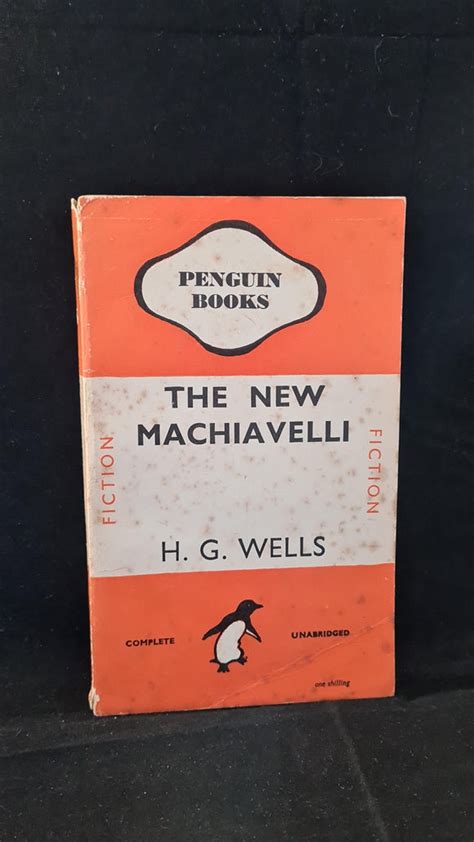 PENGUIN
BOOKS
THE NEW
MACHIAVELLI
FICTION
FICTION
H. G. WELLS
COMPLETE
UNABRIDGED
one shilling